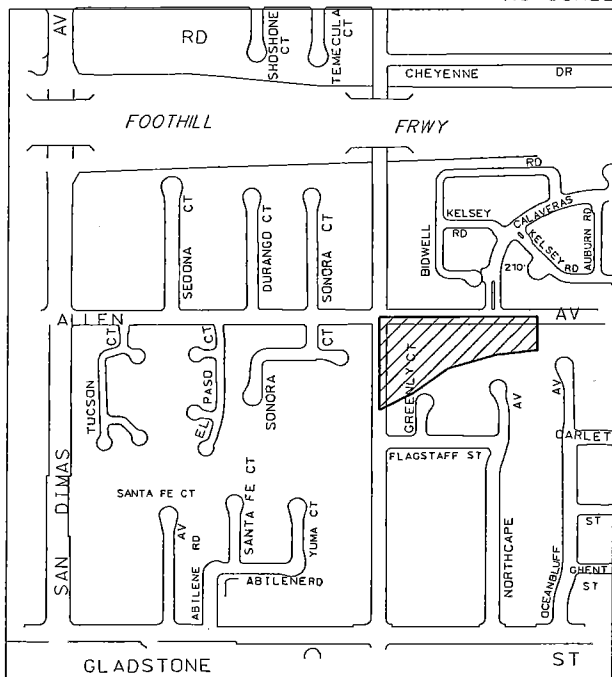 AV
RD
SHOSHONE CT
TEMECULA CT
CHEYENNE DR
FOOTHILL FRWY
RD
SEDONA CT
DURANGO CT
SONORA CT
BIDWELL
KELSEY RD
CALAVERAS
KELSEY RD
AUBURN RD
210'
ALLEN AV
TUCSON CT
EL PASO CT
SONORA CT
GREENLY CT
AV
AV
CARLET
FLAGSTAFF ST
SANTA FE CT
SAN DIMAS
AV
ABILENE RD
SANTA FE CT
YUMA CT
ABILENERD
NORTHCAPE
OCEANBLUFF
ST
GHENT ST
GLADSTONE ST